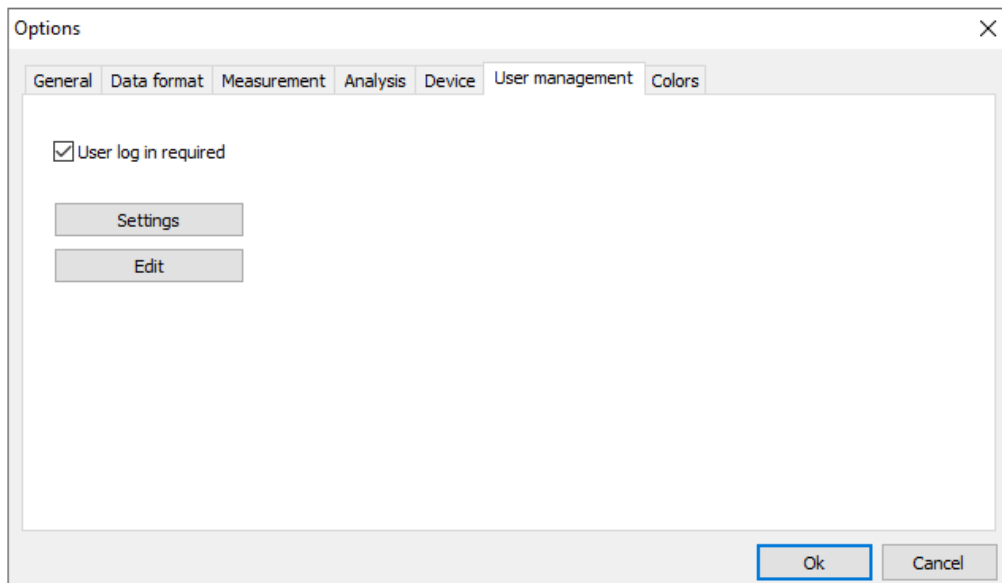 Options
General Data format Measurement Analysis Device User management Colors
User log in required
Settings
Edit
Ok Cancel